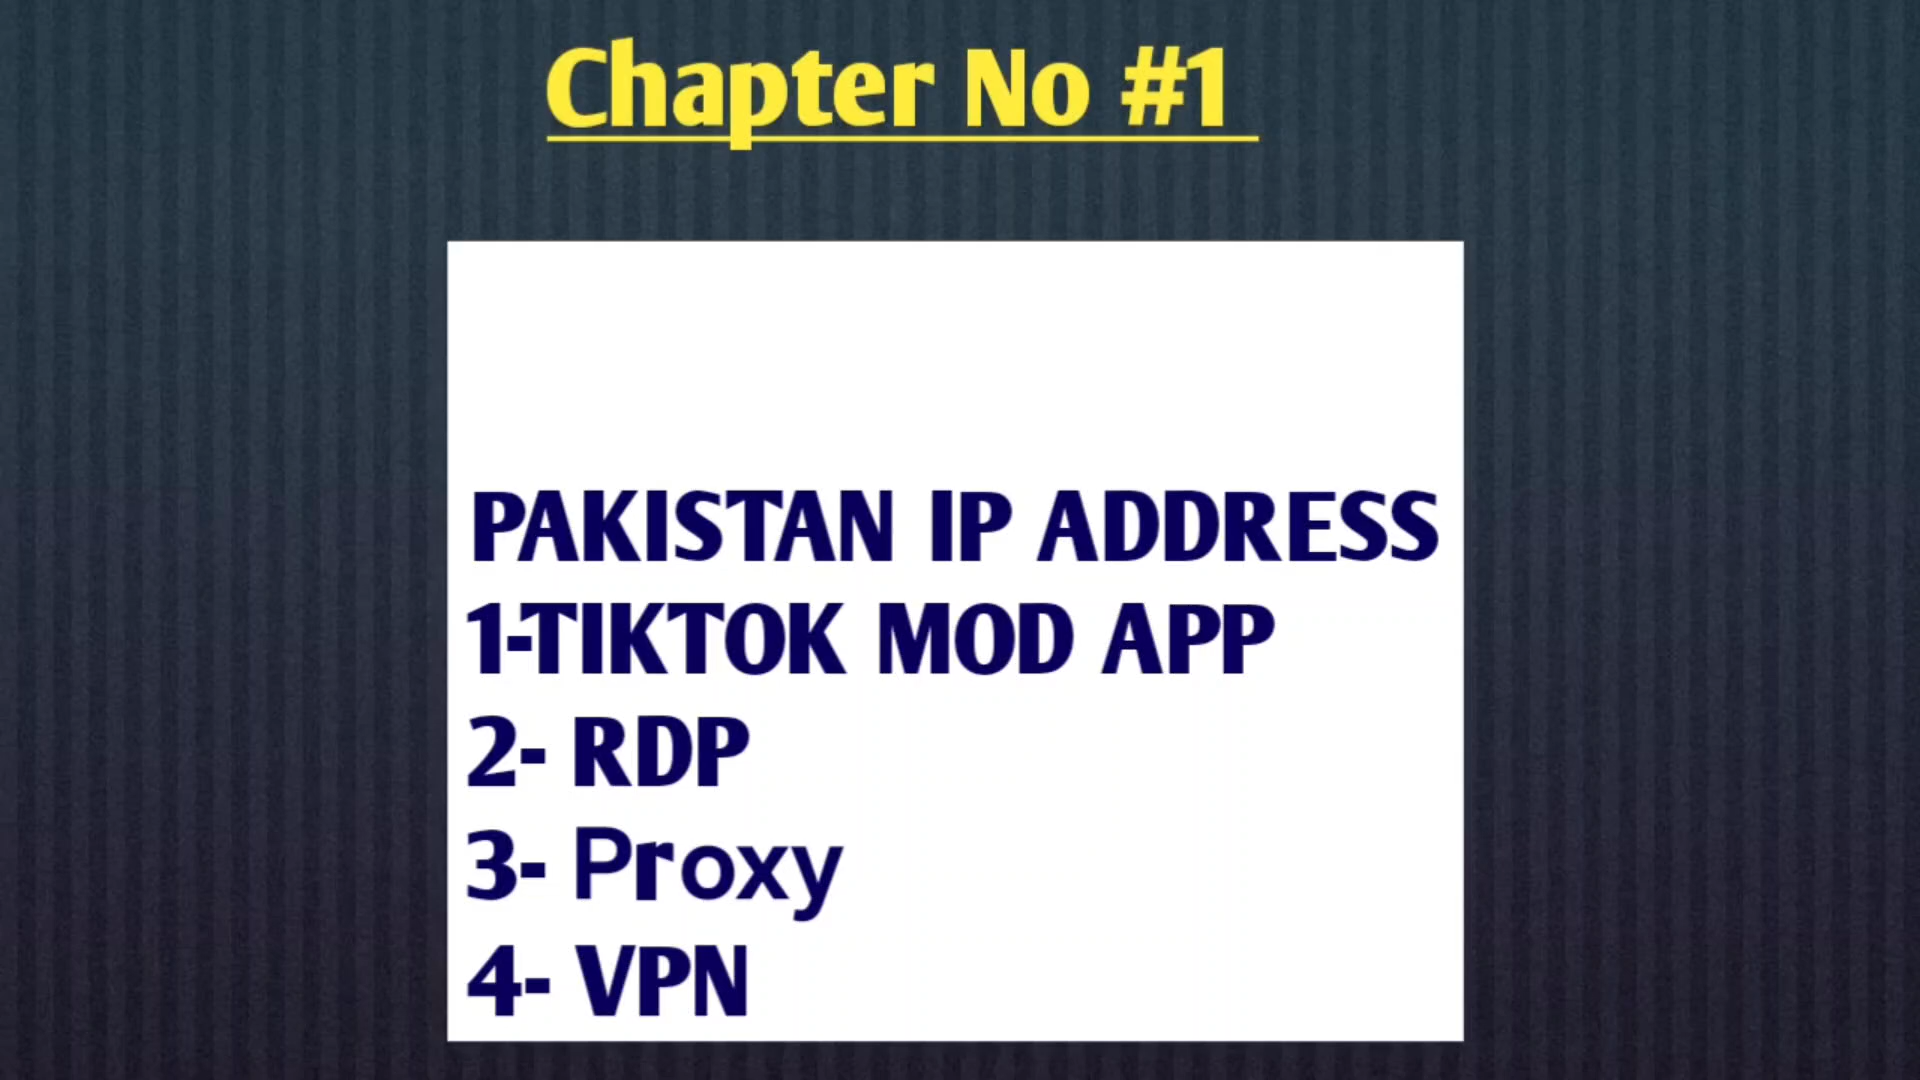 Chapter No #1
PAKISTAN IP ADDRESS
1-TIKTOK MOD APP
2- RDP
3- Proxy
4- VPN